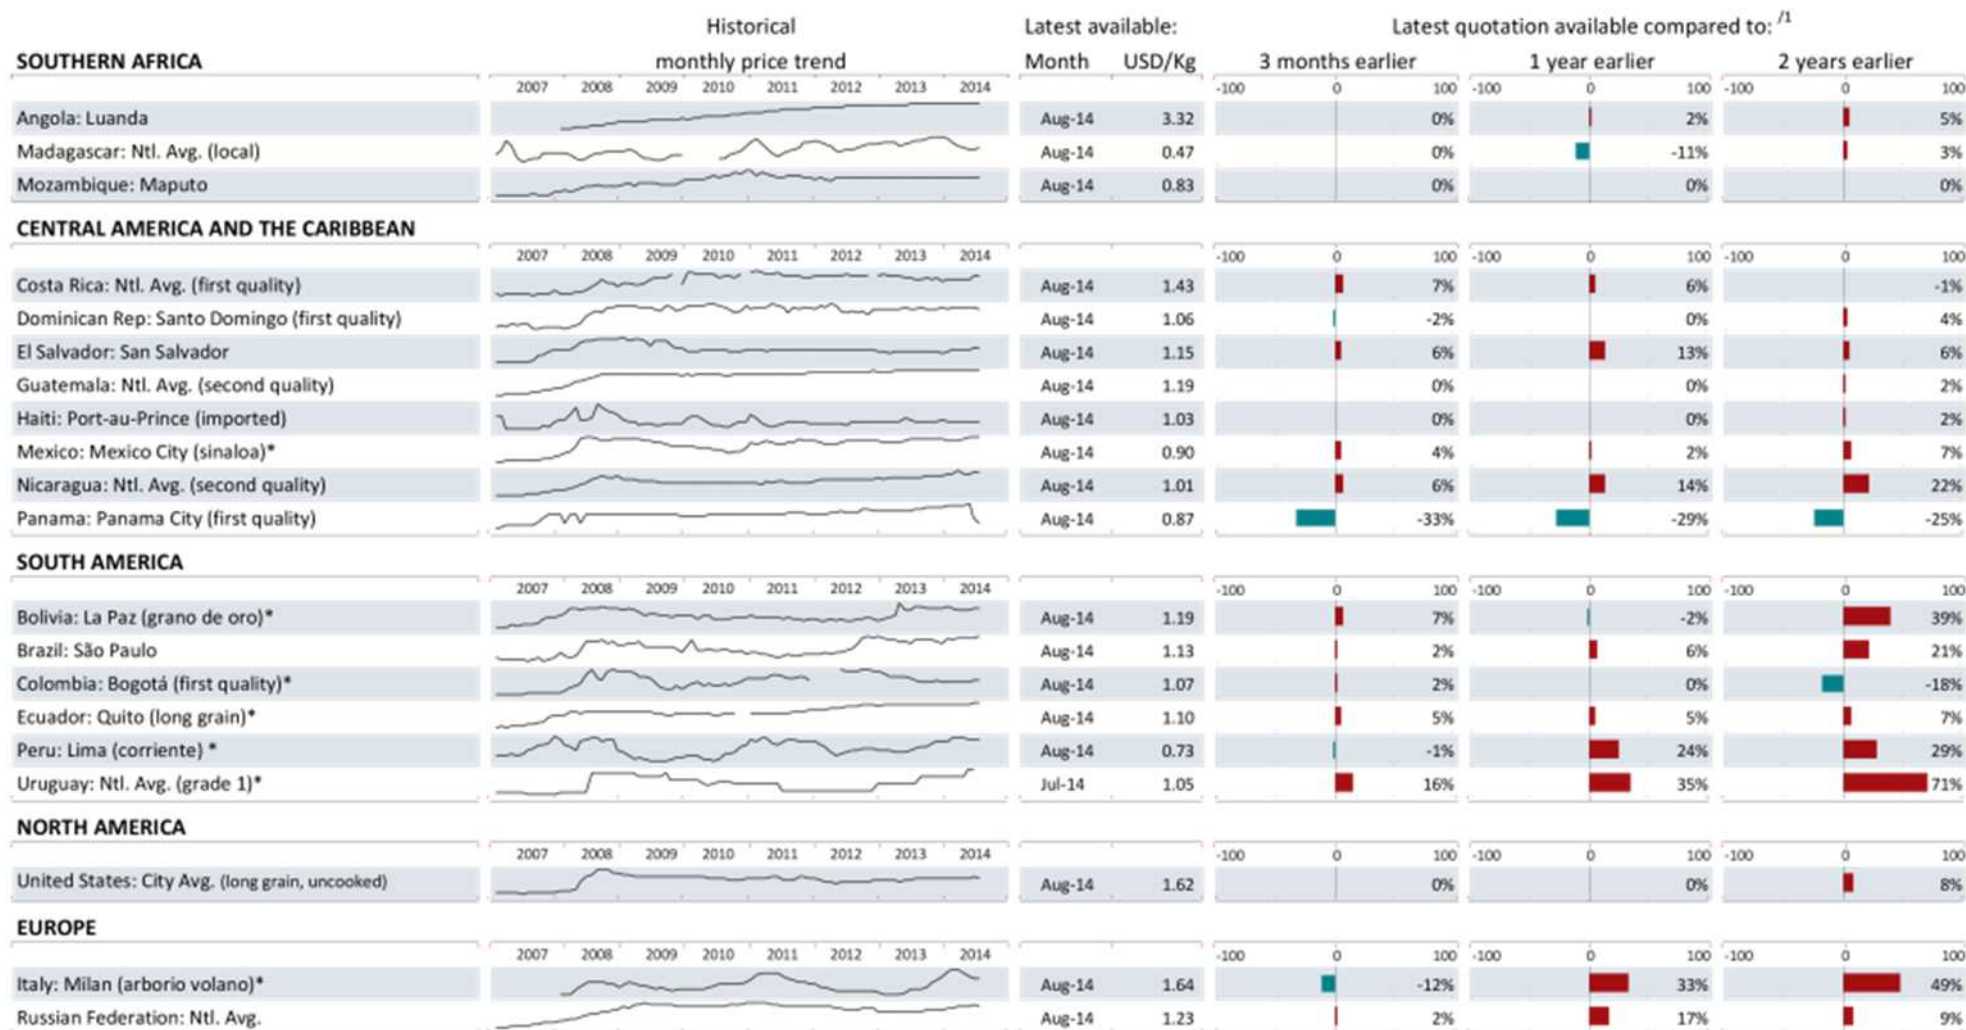 Historical Latest available: Latest quotation available compared to: /1
SOUTHERN AFRICA monthly price trend Month USD/Kg 3 months earlier 1 year earlier 2 years earlier
2007 2008 2009 2010 2011 2012 2013 2014 -100 0 100 -100 0 100 -100 0 100
Angola: Luanda Aug-14 3.32 0% 2% 5%
Madagascar: Ntl. Avg. (local) Aug-14 0.47 0% -11% 3%
Mozambique: Maputo Aug-14 0.83 0% 0% 0%
CENTRAL AMERICA AND THE CARIBBEAN
2007 2008 2009 2010 2011 2012 2013 2014 -100 0 100 -100 0 100 -100 0 100
Costa Rica: Ntl. Avg. (first quality) Aug-14 1.43 7% 6% -1%
Dominican Rep: Santo Domingo (first quality) Aug-14 1.06 -2% 0% 4%
El Salvador: San Salvador Aug-14 1.15 6% 13% 6%
Guatemala: Ntl. Avg. (second quality) Aug-14 1.19 0% 0% 2%
Haiti: Port-au-Prince (imported) Aug-14 1.03 0% 0% 2%
Mexico: Mexico City (sinaloa)* Aug-14 0.90 4% 2% 7%
Nicaragua: Ntl. Avg. (second quality) Aug-14 1.01 6% 14% 22%
Panama: Panama City (first quality) Aug-14 0.87 -33% -29% -25%
SOUTH AMERICA
2007 2008 2009 2010 2011 2012 2013 2014 -100 0 100 -100 0 100 -100 0 100
Bolivia: La Paz (grano de oro)* Aug-14 1.19 7% -2% 39%
Brazil: São Paulo Aug-14 1.13 2% 6% 21%
Colombia: Bogotá (first quality)* Aug-14 1.07 2% 0% -18%
Ecuador: Quito (long grain)* Aug-14 1.10 5% 5% 7%
Peru: Lima (corriente) * Aug-14 0.73 -1% 24% 29%
Uruguay: Ntl. Avg. (grade 1)* Jul-14 1.05 16% 35% 71%
NORTH AMERICA
2007 2008 2009 2010 2011 2012 2013 2014 -100 0 100 -100 0 100 -100 0 100
United States: City Avg. (long grain, uncooked) Aug-14 1.62 0% 0% 8%
EUROPE
2007 2008 2009 2010 2011 2012 2013 2014 -100 0 100 -100 0 100 -100 0 100
Italy: Milan (arborio volano)* Aug-14 1.64 -12% 33% 49%
Russian Federation: Ntl. Avg. Aug-14 1.23 2% 17% 9%